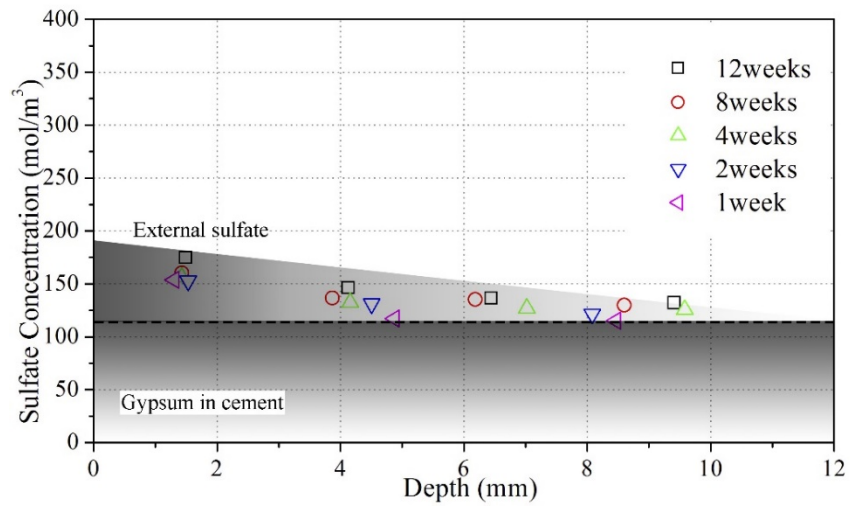 400
350
300
250
200
150
100
50
0
Sulfate Concentration (mol/m³)
12weeks
8weeks
4weeks
2weeks
1week
External sulfate
Gypsum in cement
0 2 4 6 8 10 12
Depth (mm)